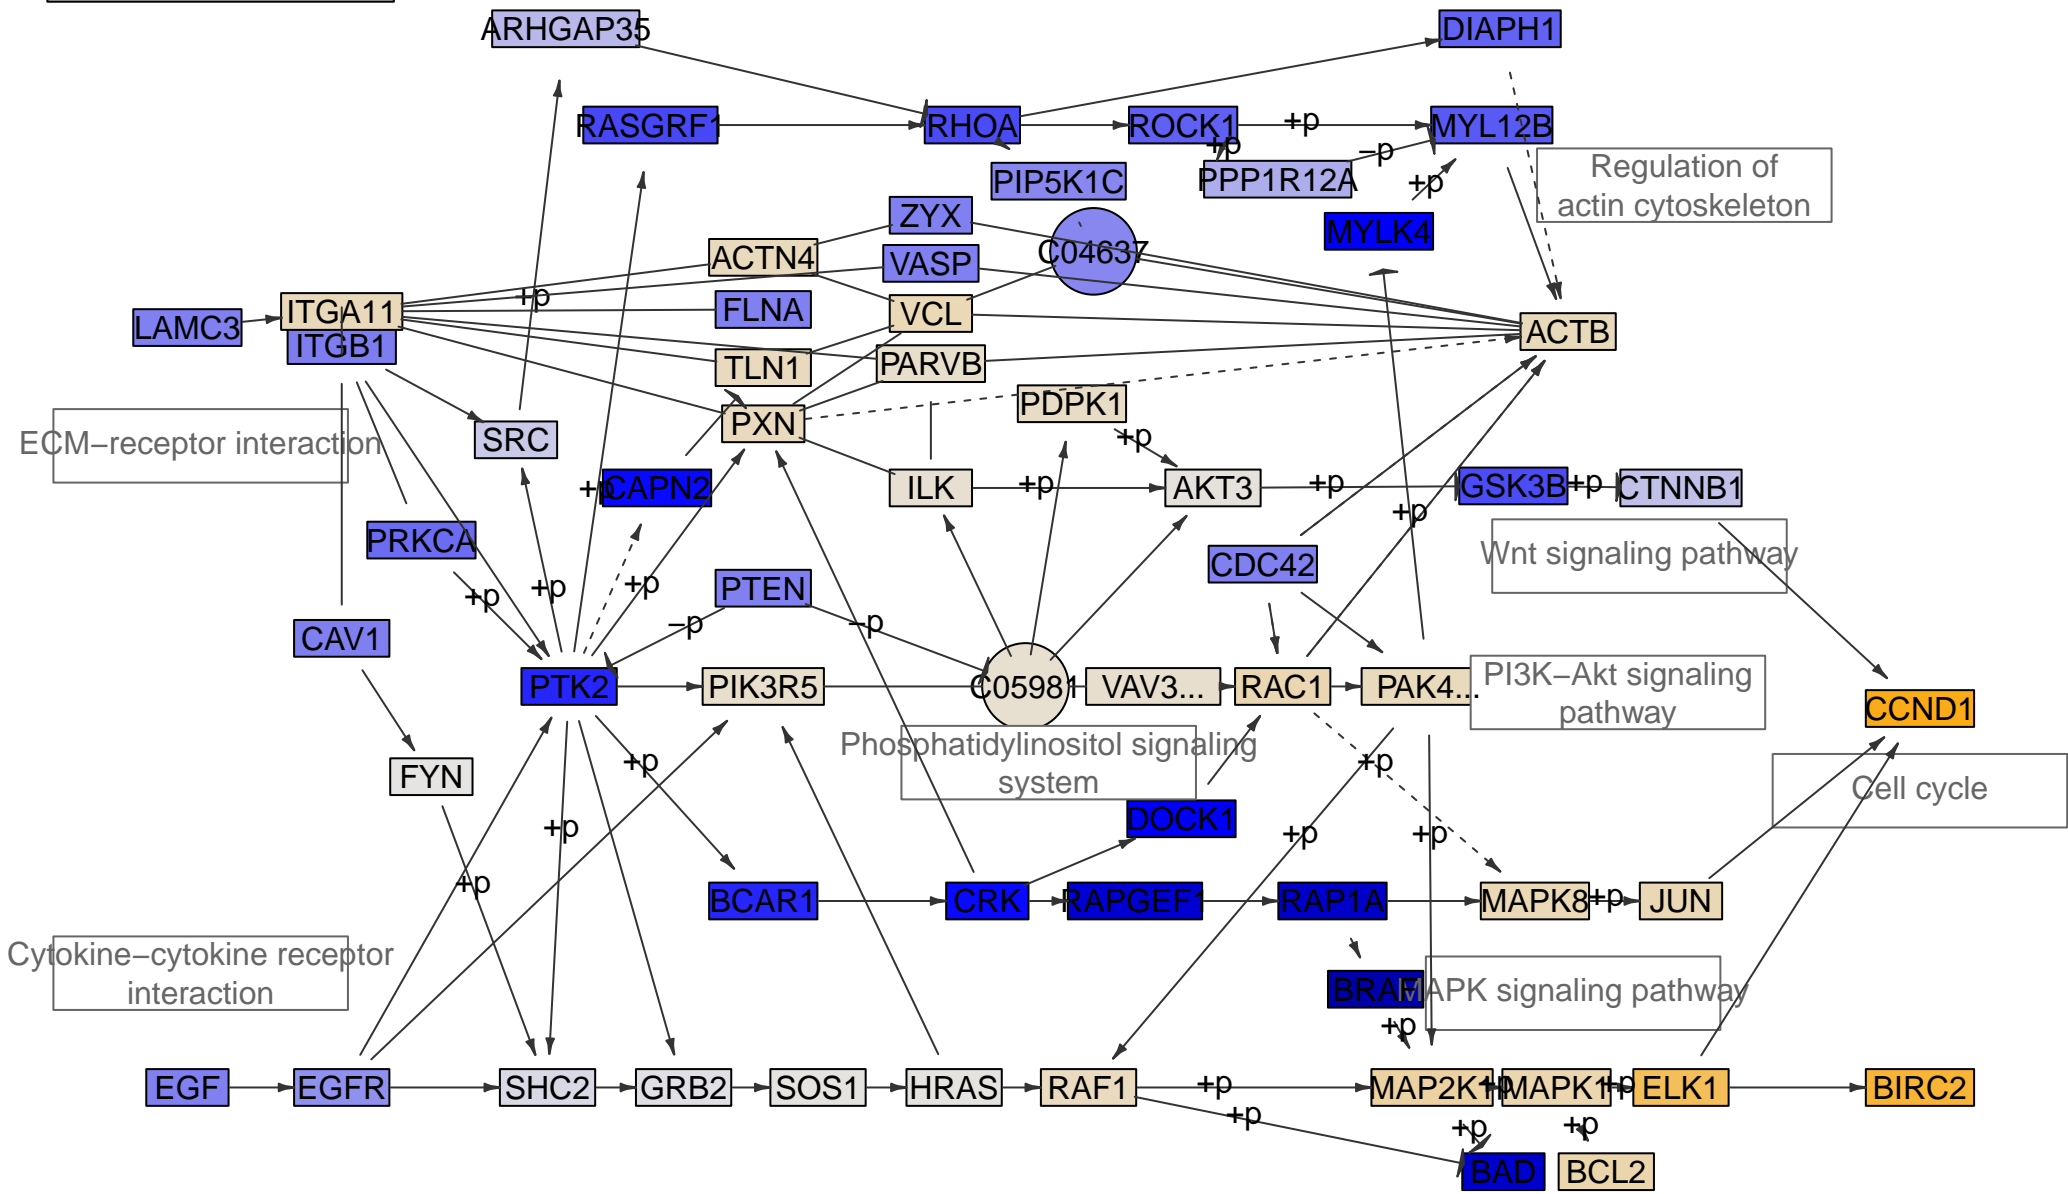 ARHGAP35
DIAPH1
RASGRF1
RHOA
ROCK1
+p
MYL12B
+p
−p
PIP5K1C
PPP1R12A
+p
Regulation of
actin cytoskeleton
ZYX
MYLK4
ACTN4
VASP
C04637
+p
ITGA11
FLNA
VCL
LAMC3
ITGB1
ACTB
TLN1
PARVB
PDPK1
PXN
+p
ECM−receptor interaction
SRC
+p
CAPN2
ILK
+p
AKT3
+p
GSK3B
+p
CTNNB1
+p
PRKCA
Wnt signaling pathway
CDC42
+p
+p
+p
PTEN
−p
−p
CAV1
PTK2
PIK3R5
C05981
VAV3...
RAC1
PAK4...
PI3K−Akt signaling
pathway
CCND1
Phosphatidylinositol signaling
system
FYN
+p
+p
Cell cycle
DOCK1
+p
+p
+p
+p
BCAR1
CRK
RAPGEF1
RAP1A
MAPK8
+p
JUN
Cytokine−cytokine receptor
interaction
BRAF
MAPK signaling pathway
+p
EGF
EGFR
SHC2
GRB2
SOS1
HRAS
RAF1
+p
MAP2K1
+p
MAPK1
+p
ELK1
BIRC2
+p
+p
+p
BAD
BCL2